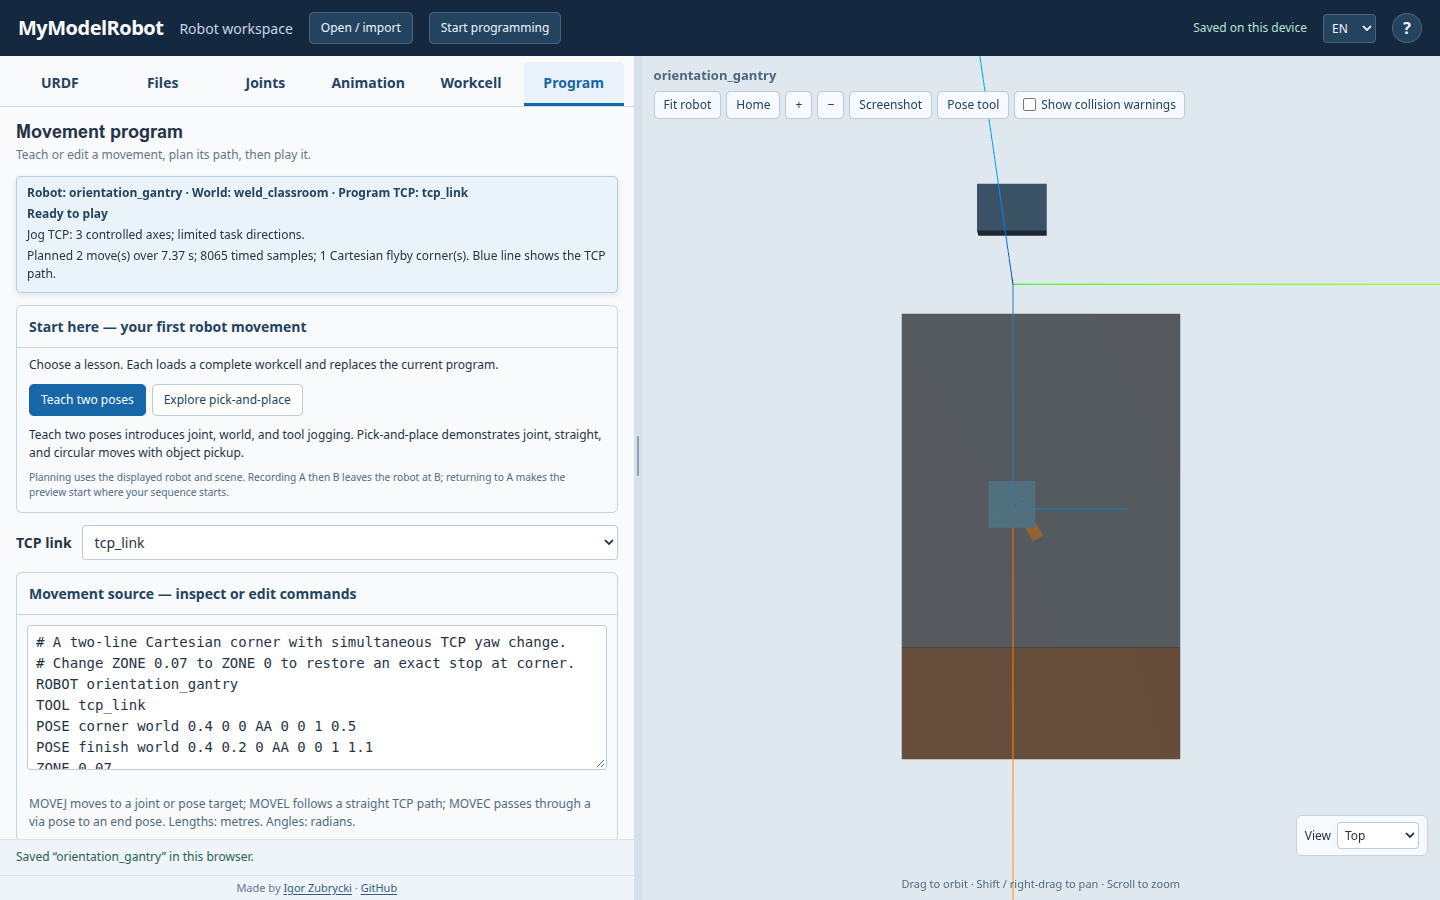 MyModelRobot Robot workspace Open / import Start programming Saved on this device EN ?
URDF Files Joints Animation Workcell Program
Movement program
Teach or edit a movement, plan its path, then play it.
Robot: orientation_gantry · World: weld_classroom · Program TCP: tcp_link
Ready to play
Jog TCP: 3 controlled axes; limited task directions.
Planned 2 move(s) over 7.37 s; 8065 timed samples; 1 Cartesian flyby corner(s). Blue line shows the TCP
path.
Start here — your first robot movement
Choose a lesson. Each loads a complete workcell and replaces the current program.
Teach two poses Explore pick-and-place
Teach two poses introduces joint, world, and tool jogging. Pick-and-place demonstrates joint, straight,
and circular moves with object pickup.
Planning uses the displayed robot and scene. Recording A then B leaves the robot at B; returning to A makes the
preview start where your sequence starts.
TCP link tcp_link
Movement source — inspect or edit commands
# A two-line Cartesian corner with simultaneous TCP yaw change.
# Change ZONE 0.07 to ZONE 0 to restore an exact stop at corner.
ROBOT orientation_gantry
TOOL tcp_link
POSE corner world 0.4 0 0 AA 0 0 1 0.5
POSE finish world 0.4 0.2 0 AA 0 0 1 1.1
ZONE 0.07
MOVEJ moves to a joint or pose target; MOVEL follows a straight TCP path; MOVEC passes through a
via pose to an end pose. Lengths: metres. Angles: radians.
Saved “orientation_gantry” in this browser.
Made by Igor Zubrycki · GitHub
orientation_gantry
Fit robot Home + − Screenshot Pose tool Show collision warnings
View Top
Drag to orbit · Shift / right-drag to pan · Scroll to zoom